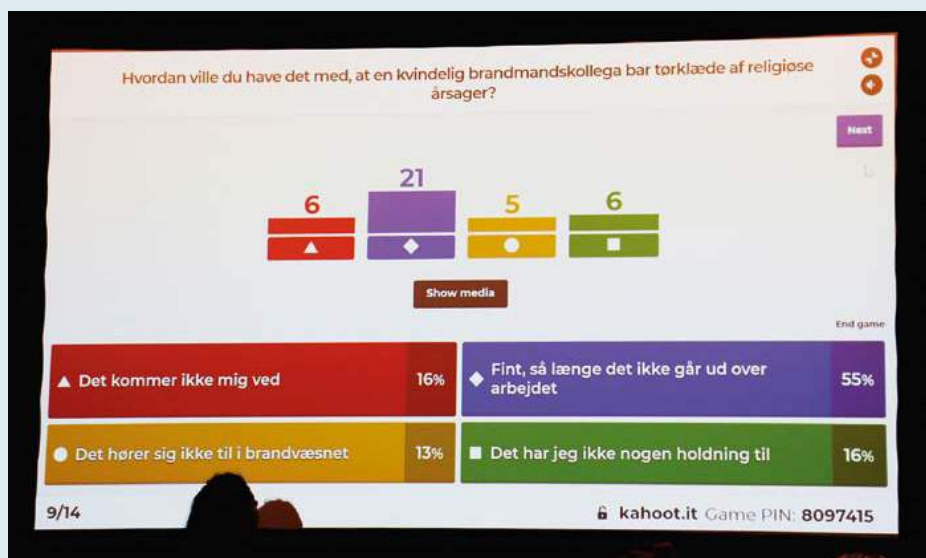 Hvordan ville du have det med, at en kvindelig brandmandskollega bar tørklæde af religiøse
årsager?
Next
6
21
5
6
Show media
End game
Det kommer ikke mig ved
16%
Fint, så længe det ikke går ud over
arbejdet
55%
Det hører sig ikke til i brandvæsnet
13%
Det har jeg ikke nogen holdning til
16%
9/14
kahoot.it Game PIN: 8097415